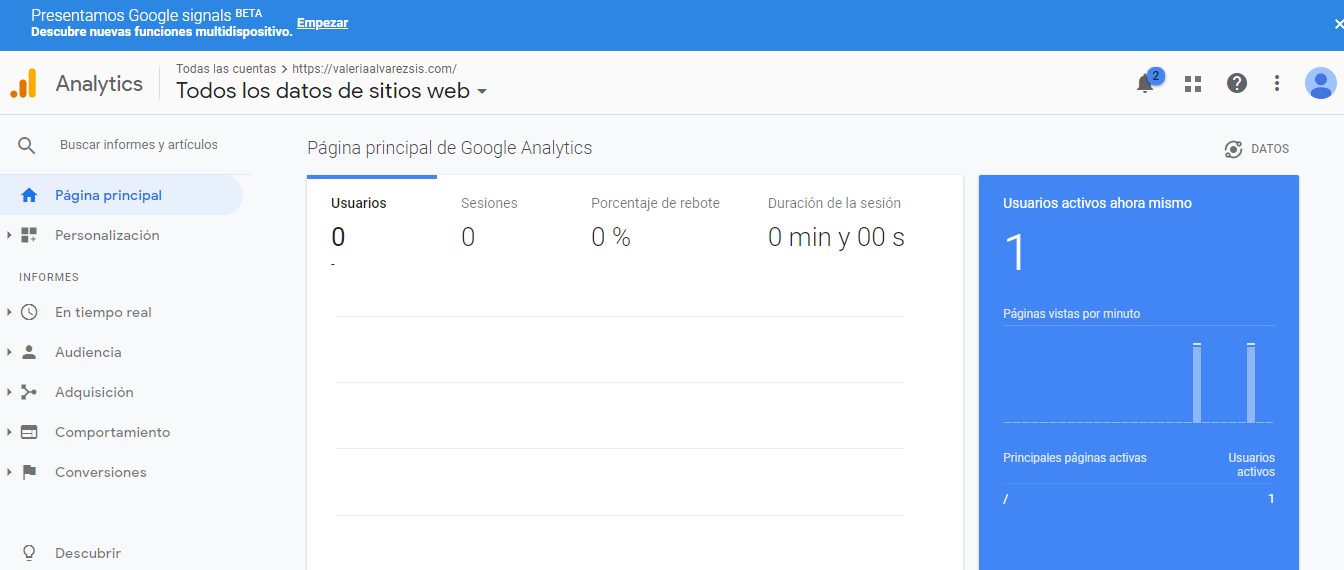 Presentamos Google signals BETA
Descubre nuevas funciones multidispositivo. Empezar
Analytics
Todas las cuentas > https://valeriaalvarezsis.com/
Todos los datos de sitios web
2
Buscar informes y artículos
Página principal
Personalización
INFORMES
En tiempo real
Audiencia
Adquisición
Comportamiento
Conversiones
Descubrir
Página principal de Google Analytics
DATOS
Usuarios Sesiones Porcentaje de rebote Duración de la sesión
0 0 0 % 0 min y 00 s
-
Usuarios activos ahora mismo
1
Páginas vistas por minuto
Principales páginas activas Usuarios
activos
/ 1